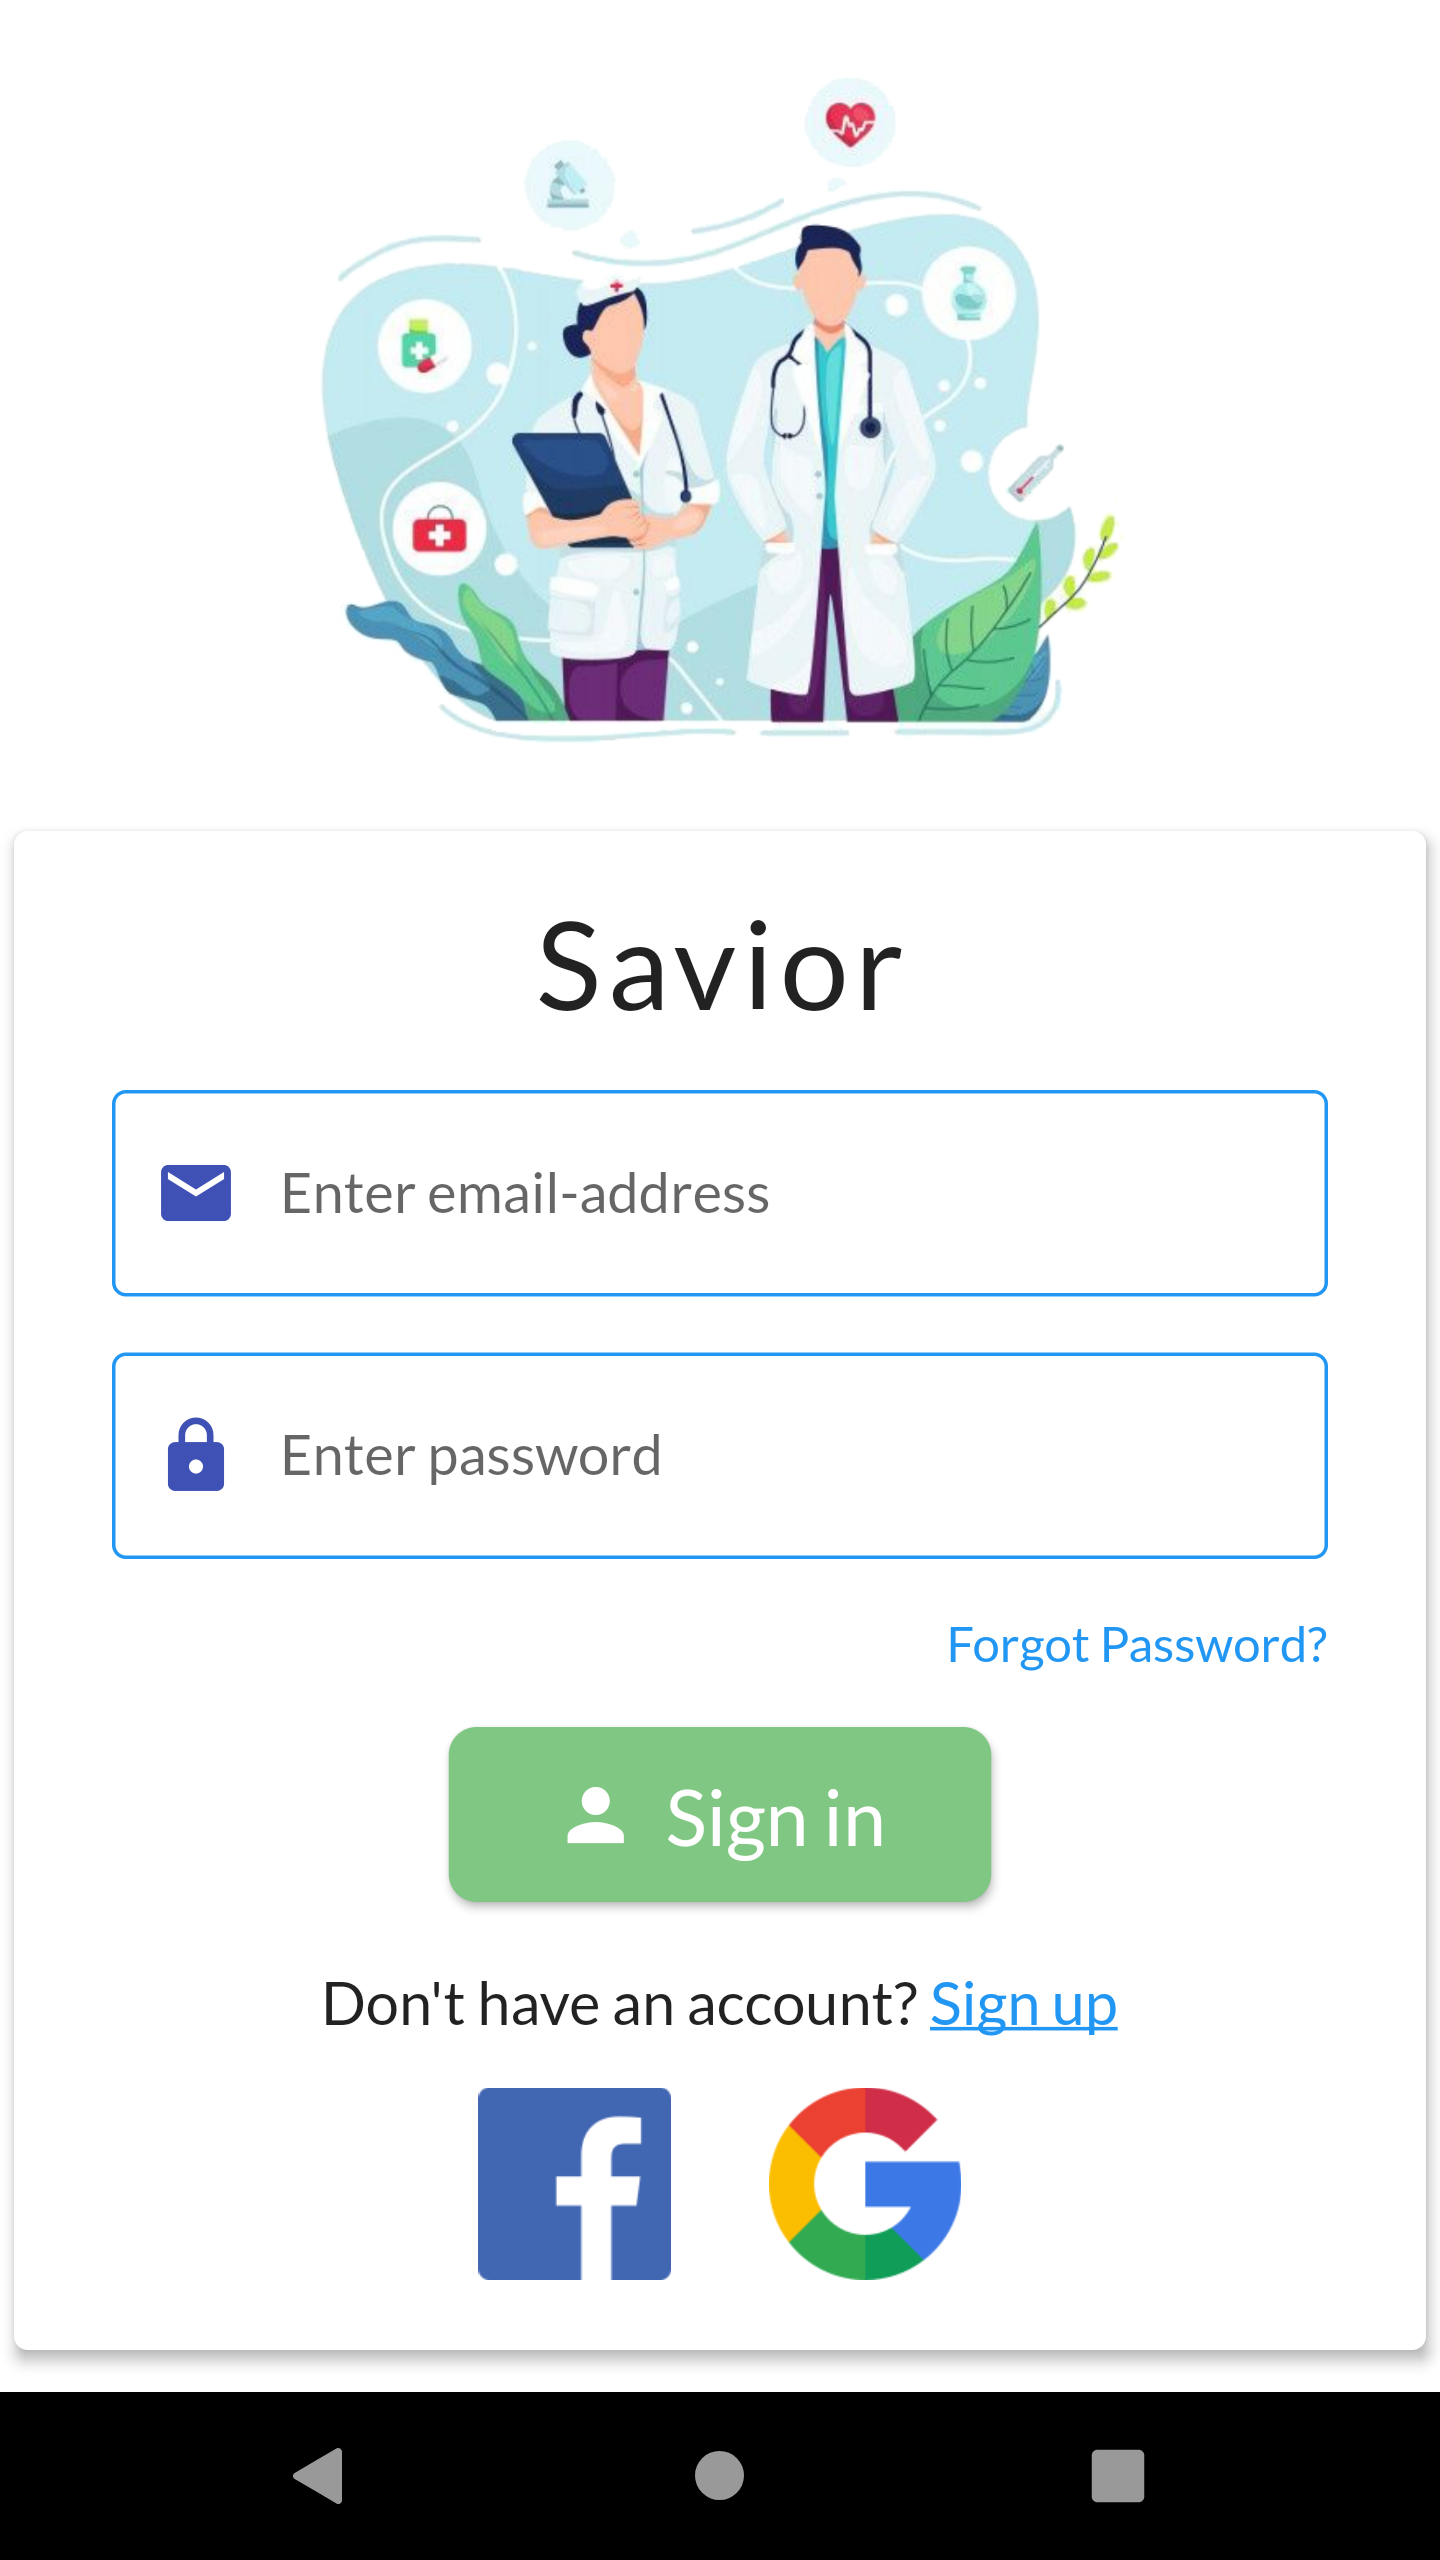 Savior
Enter email-address
Enter password
Forgot Password?
Sign in
Don't have an account? Sign up